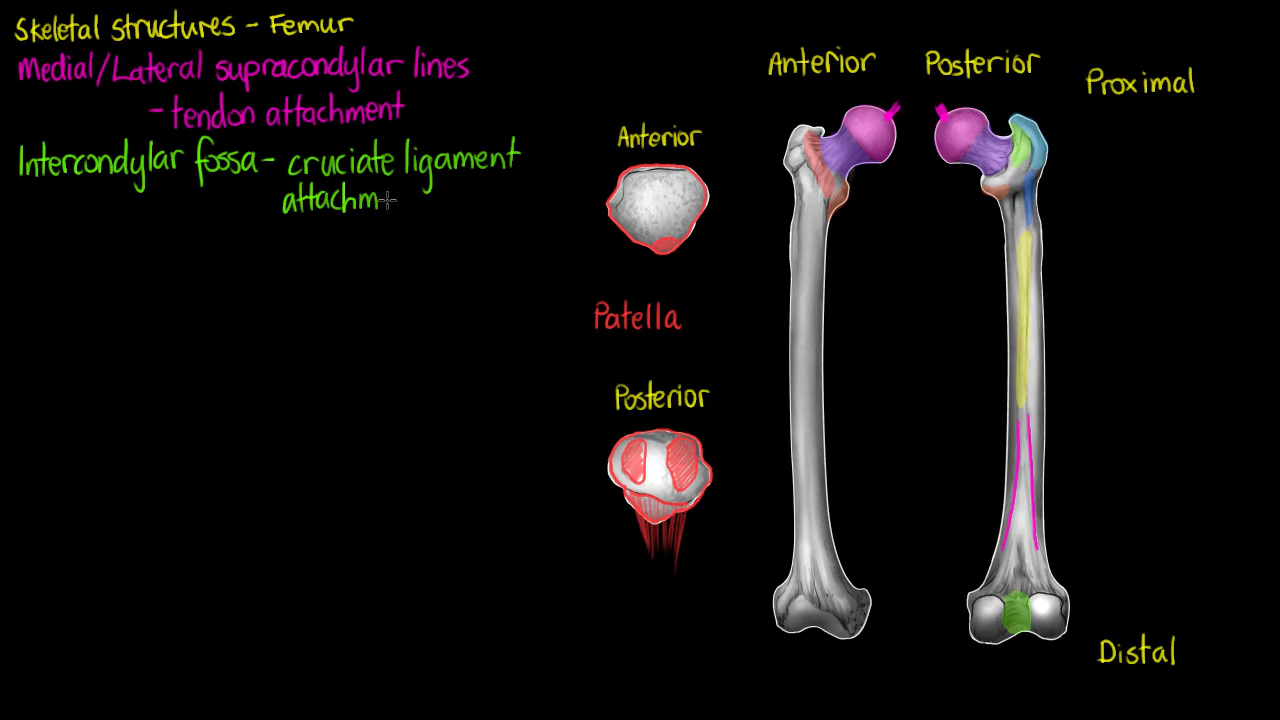 Skeletal structures - Femur
Medial/Lateral supracondylar lines
- tendon attachment
Intercondylar fossa - cruciate ligament
attachm
Anterior
Patella
Posterior
Anterior
Posterior
Proximal
Distal